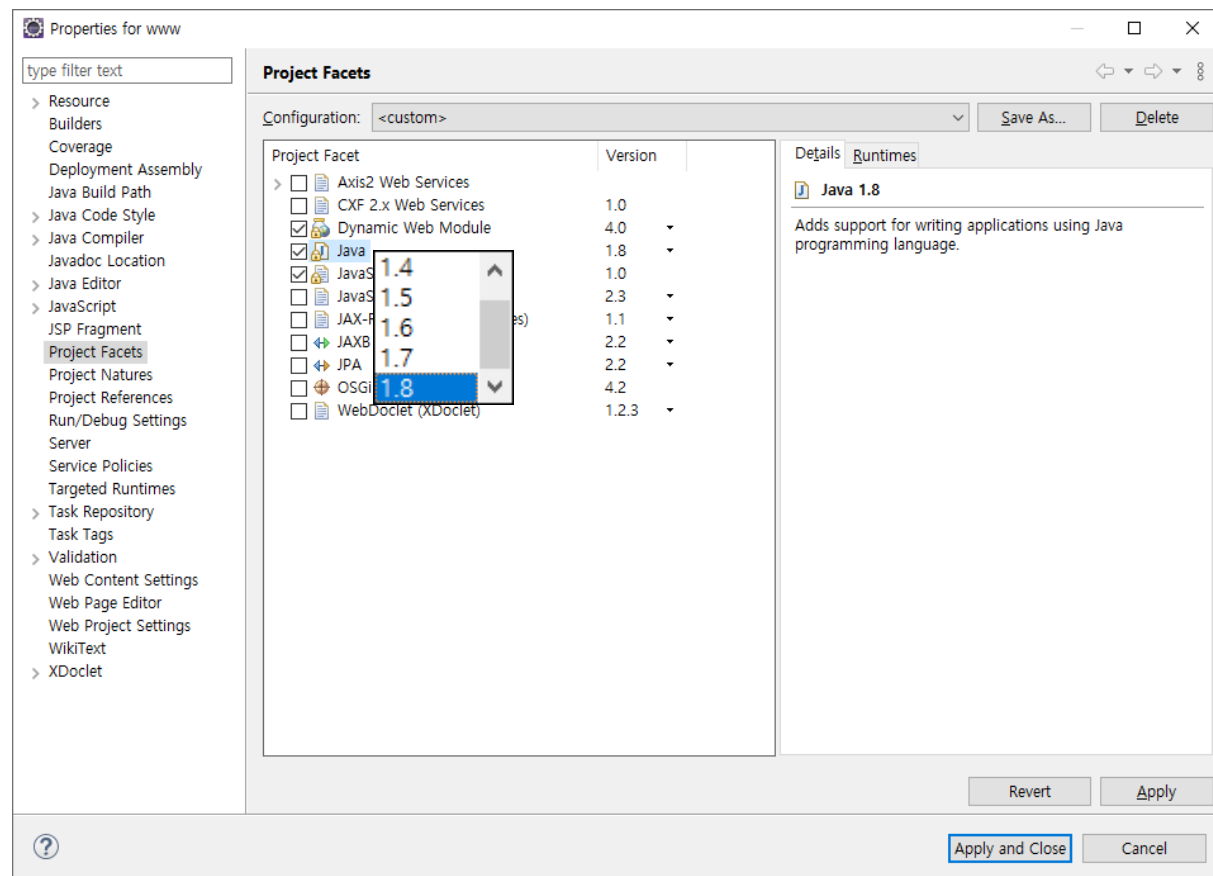 Properties for www
type filter text
Resource
Builders
Coverage
Deployment Assembly
Java Build Path
Java Code Style
Java Compiler
Javadoc Location
Java Editor
JavaScript
JSP Fragment
Project Facets
Project Natures
Project References
Run/Debug Settings
Server
Service Policies
Targeted Runtimes
Task Repository
Task Tags
Validation
Web Content Settings
Web Page Editor
Web Project Settings
WikiText
XDoclet
Project Facets
Configuration: <custom> Save As... Delete
Project Facet Version
Axis2 Web Services
CXF 2.x Web Services 1.0
Dynamic Web Module 4.0
Java 1.8
JavaS 1.0
JavaS 2.3
JAX-R es) 1.1
JAXB 2.2
JPA 2.2
OSGi 4.2
WebDoclet (XDoclet) 1.2.3
1.4
1.5
1.6
1.7
1.8
Details Runtimes
Java 1.8
Adds support for writing applications using Java
programming language.
Revert Apply
Apply and Close Cancel